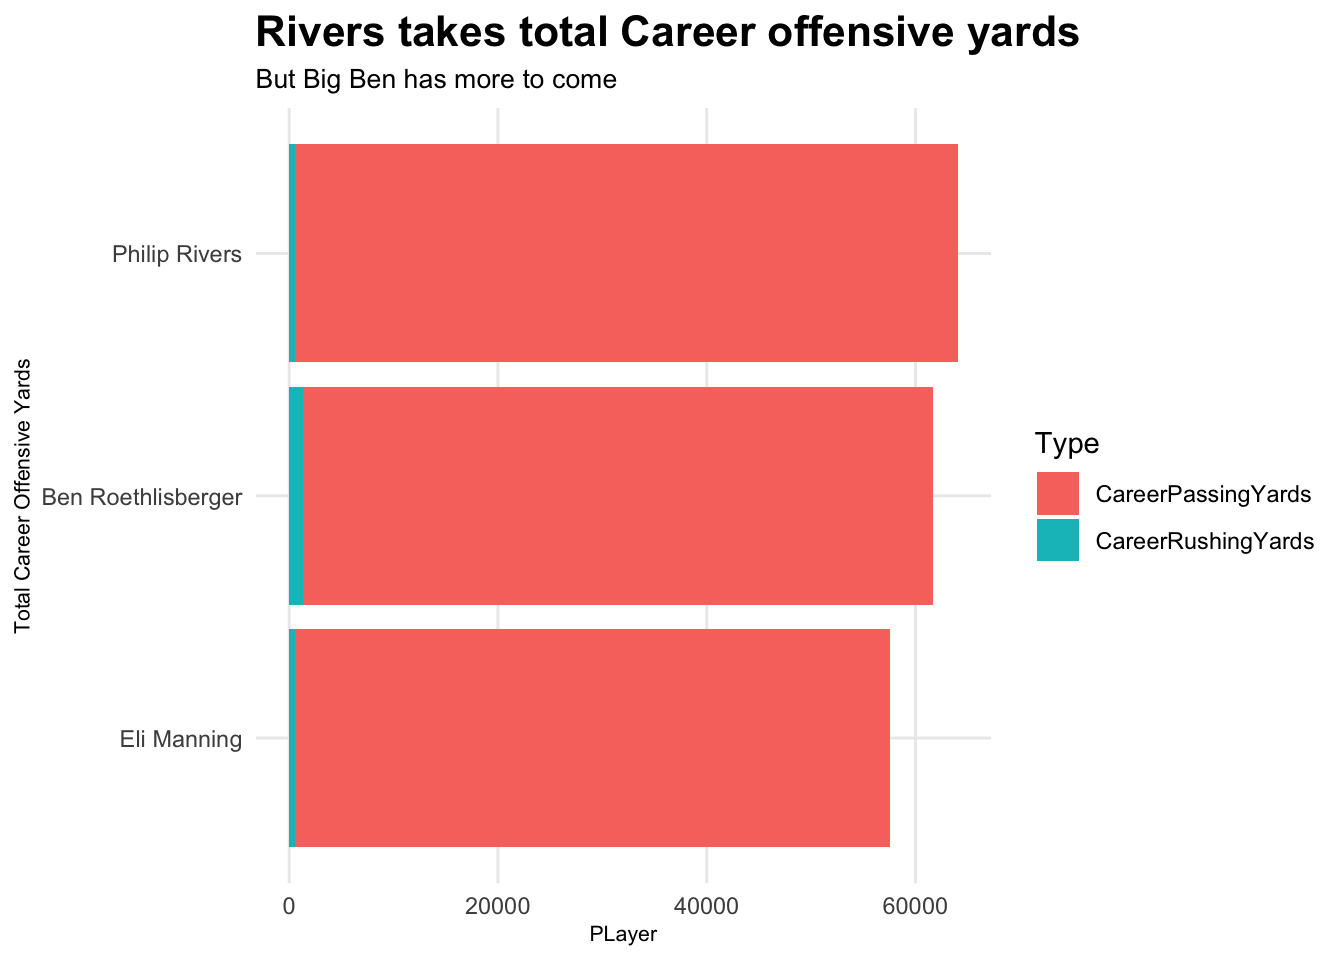 Rivers takes total Career offensive yards
But Big Ben has more to come
Total Career Offensive Yards
Philip Rivers
Ben Roethlisberger
Eli Manning
0
20000
40000
60000
PLayer
Type
CareerPassingYards
CareerRushingYards